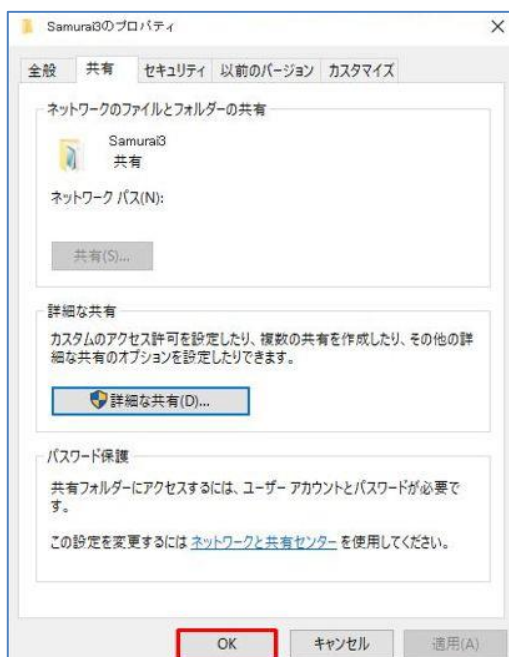 Samurai3のプロパティ
全般 共有 セキュリティ 以前のバージョン カスタマイズ
ネットワークのファイルとフォルダーの共有
Samurai3
共有
ネットワーク パス(N):
共有(S)...
詳細な共有
カスタムのアクセス許可を設定したり、複数の共有を作成したり、その他の詳
細な共有のオプションを設定したりできます。
詳細な共有(D)...
パスワード保護
共有フォルダーにアクセスするには、ユーザー アカウントとパスワードが必要で
す。
この設定を変更するには ネットワークと共有センター を使用してください。
OK キャンセル 適用(A)